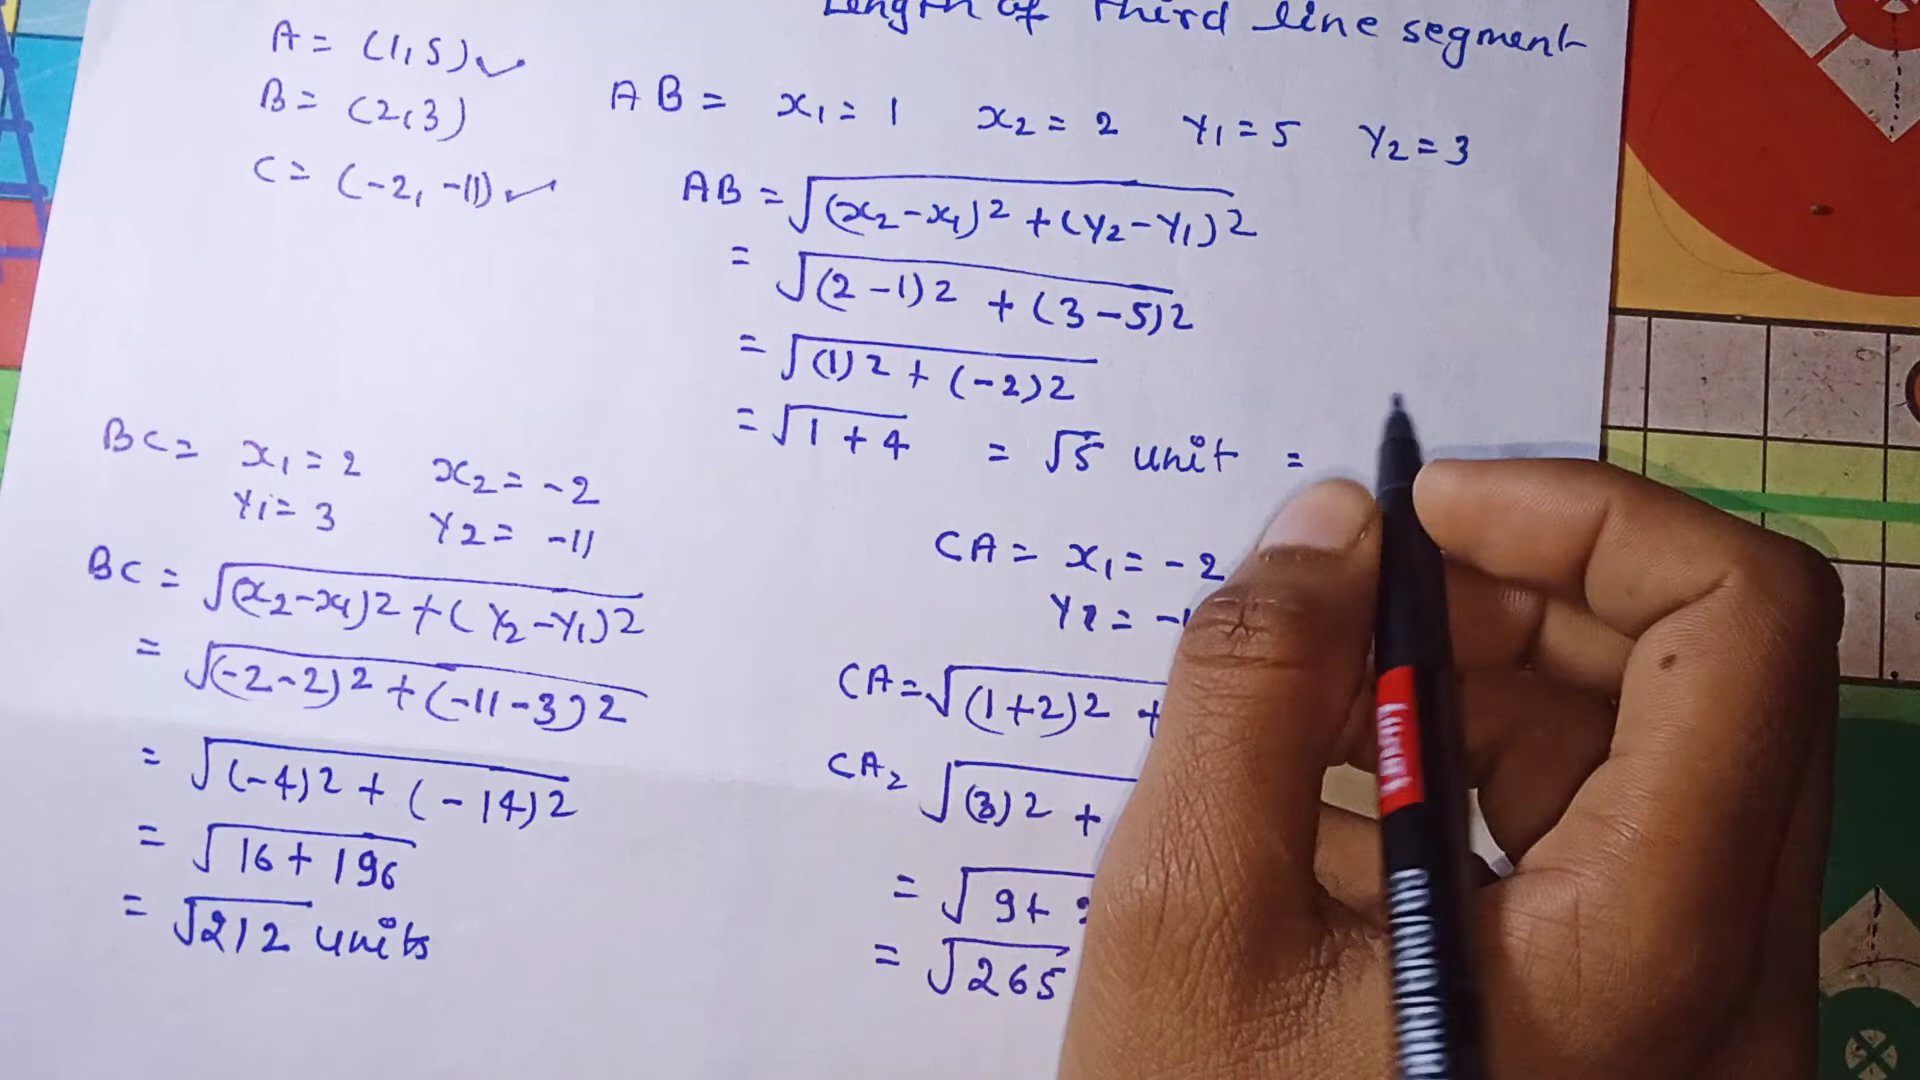 Length of third line segment
A = (1,5) ✓
B = (2,3)
C = (-2, -11) ✓
AB = x₁ = 1 x₂ = 2 Y₁ = 5 Y₂ = 3
AB = √(x₂-x₁)² + (Y₂-Y₁)²
= √(2-1)² + (3-5)²
= √(1)² + (-2)²
= √1+4 = √5 unit =
BC = x₁ = 2 x₂ = -2
Y₁ = 3 Y₂ = -11
BC = √(x₂-x₁)² + (Y₂-Y₁)²
= √(-2-2)² + (-11-3)²
= √(-4)² + (-14)²
= √16 + 196
= √212 units
CA = x₁ = -2
CA = √(1+2)² +
CA = √(3)² +
= √9+
= √265